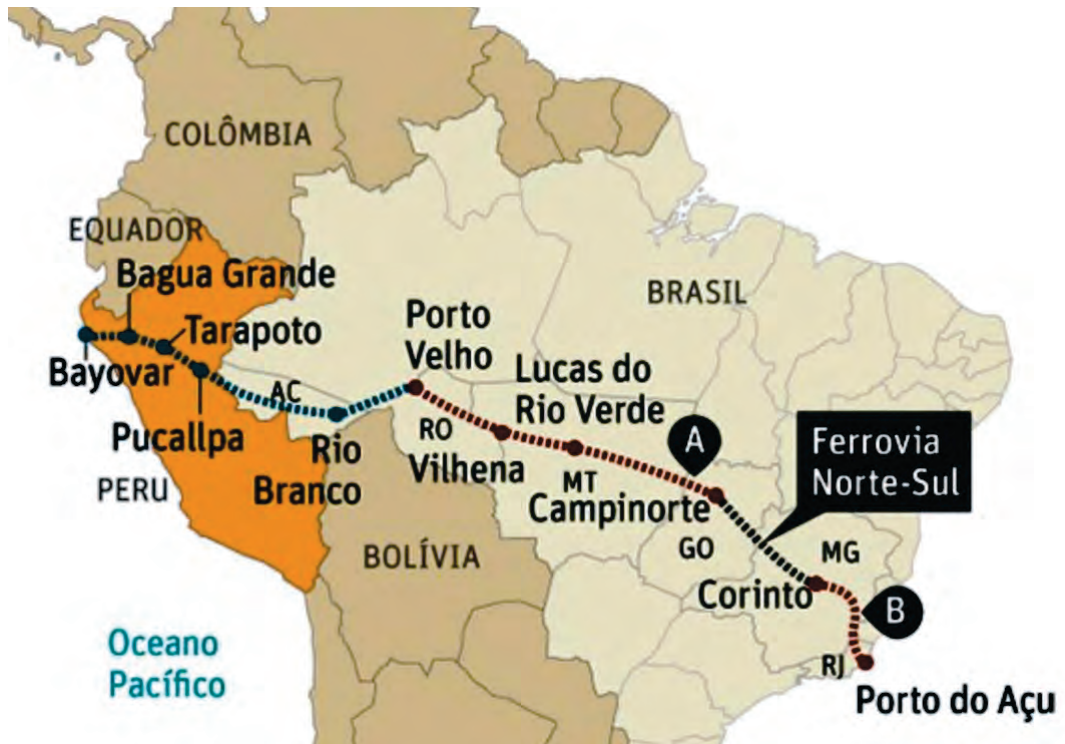 COLÔMBIA
EQUADOR
Bagua Grande
BRASIL
Porto
Velho
Tarapoto
Bayovar
Lucas do
Rio Verde
AC
Pucallpa
RO
Vilhena
A
Ferrovia
Norte-Sul
Rio
Branco
PERU
MT
Campinorte
GO
MG
BOLÍVIA
Corinto
B
Oceano
Pacífico
RJ
Porto do Açu